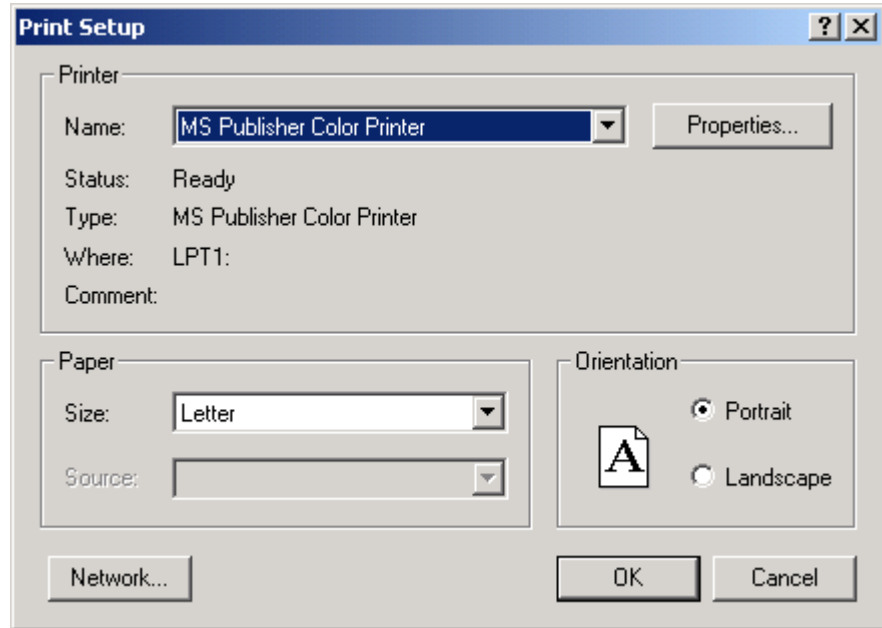 Print Setup
Printer
Name: MS Publisher Color Printer Properties...
Status: Ready
Type: MS Publisher Color Printer
Where: LPT1:
Comment:
Paper
Size: Letter
Source:
Orientation
A
Portrait
Landscape
Network... OK Cancel